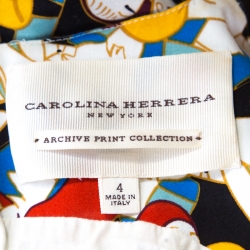 CAROLINA HERRERA
NEW YORK
ARCHIVE PRINT COLLECTION
4
MADE IN
ITALY